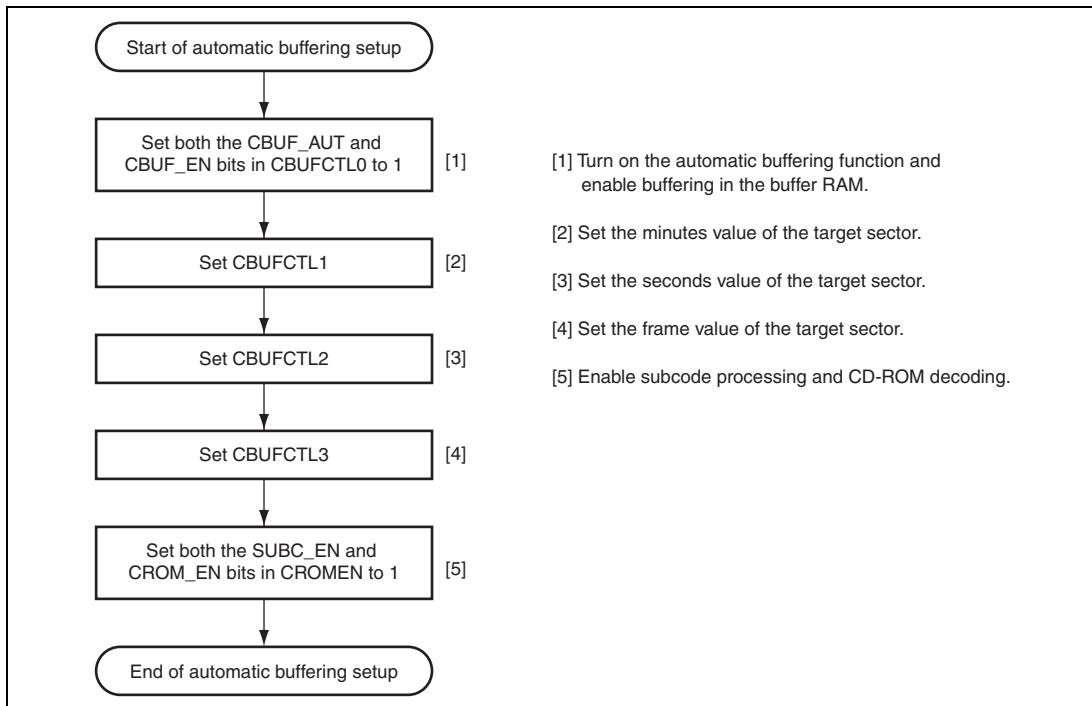 Start of automatic buffering setup
Set both the CBUF_AUT and
CBUF_EN bits in CBUFCTL0 to 1
[1]
Set CBUFCTL1
[2]
Set CBUFCTL2
[3]
Set CBUFCTL3
[4]
Set both the SUBC_EN and
CROM_EN bits in CROMEN to 1
[5]
End of automatic buffering setup
[1] Turn on the automatic buffering function and
enable buffering in the buffer RAM.
[2] Set the minutes value of the target sector.
[3] Set the seconds value of the target sector.
[4] Set the frame value of the target sector.
[5] Enable subcode processing and CD-ROM decoding.